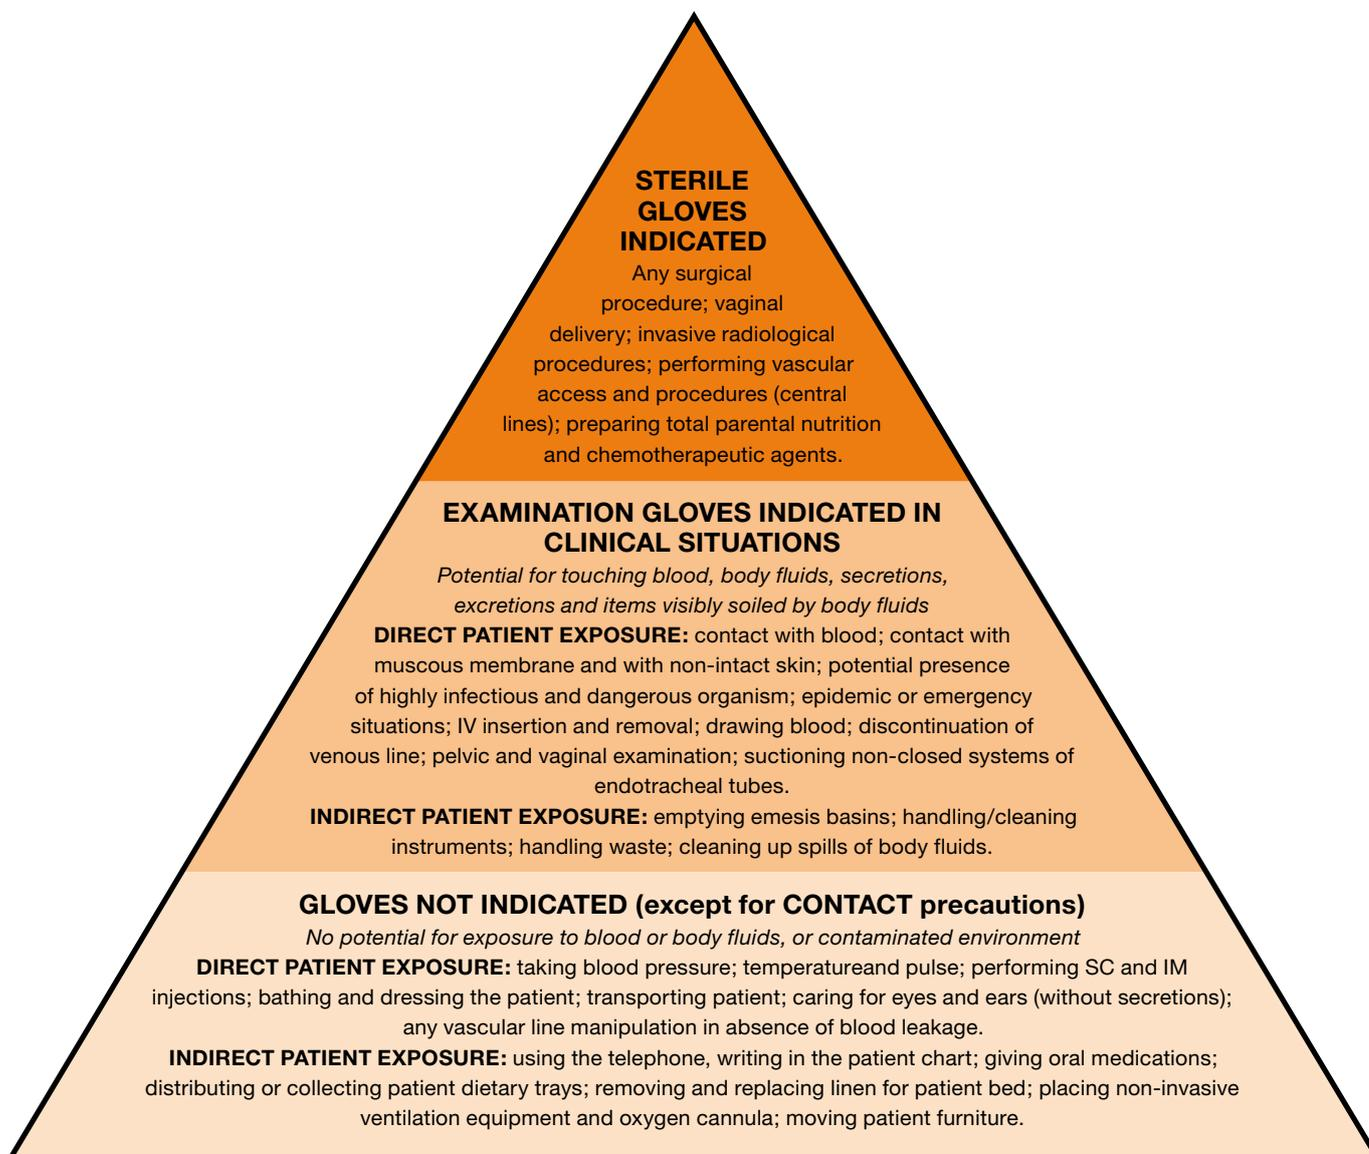 STERILE
GLOVES
INDICATED
Any surgical
procedure; vaginal
delivery; invasive radiological
procedures; performing vascular
access and procedures (central
lines); preparing total parental nutrition
and chemotherapeutic agents.
EXAMINATION GLOVES INDICATED IN
CLINICAL SITUATIONS
Potential for touching blood, body fluids, secretions,
excretions and items visibly soiled by body fluids
DIRECT PATIENT EXPOSURE: contact with blood; contact with
muscous membrane and with non-intact skin; potential presence
of highly infectious and dangerous organism; epidemic or emergency
situations; IV insertion and removal; drawing blood; discontinuation of
venous line; pelvic and vaginal examination; suctioning non-closed systems of
endotracheal tubes.
INDIRECT PATIENT EXPOSURE: emptying emesis basins; handling/cleaning
instruments; handling waste; cleaning up spills of body fluids.
GLOVES NOT INDICATED (except for CONTACT precautions)
No potential for exposure to blood or body fluids, or contaminated environment
DIRECT PATIENT EXPOSURE: taking blood pressure; temperatureand pulse; performing SC and IM
injections; bathing and dressing the patient; transporting patient; caring for eyes and ears (without secretions);
any vascular line manipulation in absence of blood leakage.
INDIRECT PATIENT EXPOSURE: using the telephone, writing in the patient chart; giving oral medications;
distributing or collecting patient dietary trays; removing and replacing linen for patient bed; placing non-invasive
ventilation equipment and oxygen cannula; moving patient furniture.